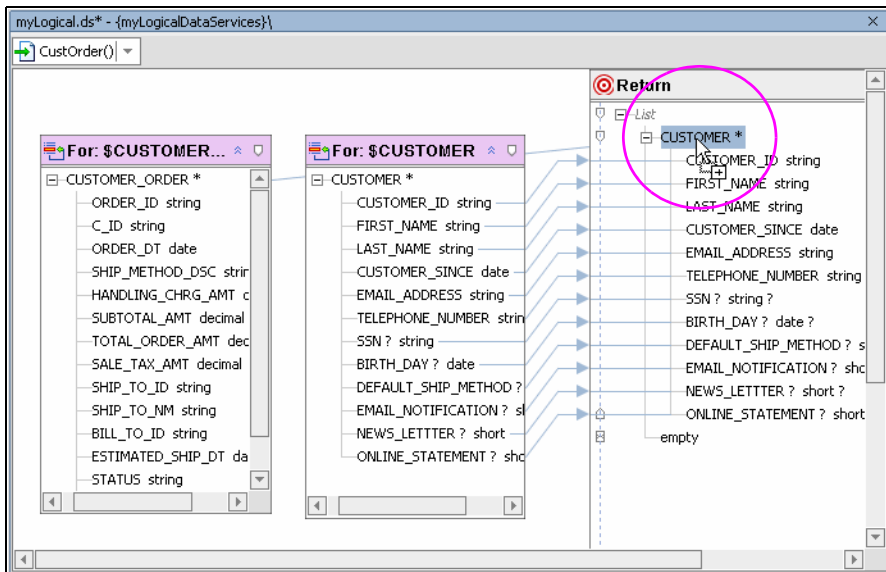 myLogical.ds* - {myLogicalDataServices}\
CustOrder()
For: $CUSTOMER...
CUSTOMER_ORDER *
ORDER_ID string
C_ID string
ORDER_DT date
SHIP_METHOD_DSC strin
HANDLING_CHRG_AMT c
SUBTOTAL_AMT decimal
TOTAL_ORDER_AMT dec
SALE_TAX_AMT decimal
SHIP_TO_ID string
SHIP_TO_NM string
BILL_TO_ID string
ESTIMATED_SHIP_DT da
STATUS string
For: $CUSTOMER
CUSTOMER *
CUSTOMER_ID string
FIRST_NAME string
LAST_NAME string
CUSTOMER_SINCE date
EMAIL_ADDRESS string
TELEPHONE_NUMBER strin
SSN ? string
BIRTH_DAY ? date
DEFAULT_SHIP_METHOD ?
EMAIL_NOTIFICATION ? sl
NEWS_LETTTER ? short
ONLINE_STATEMENT ? sho
Return
List
CUSTOMER *
CUSTOMER_ID string
FIRST_NAME string
LAST_NAME string
CUSTOMER_SINCE date
EMAIL_ADDRESS string
TELEPHONE_NUMBER string
SSN ? string ?
BIRTH_DAY ? date ?
DEFAULT_SHIP_METHOD ? s
EMAIL_NOTIFICATION ? sho
NEWS_LETTTER ? short ?
ONLINE_STATEMENT ? short
empty